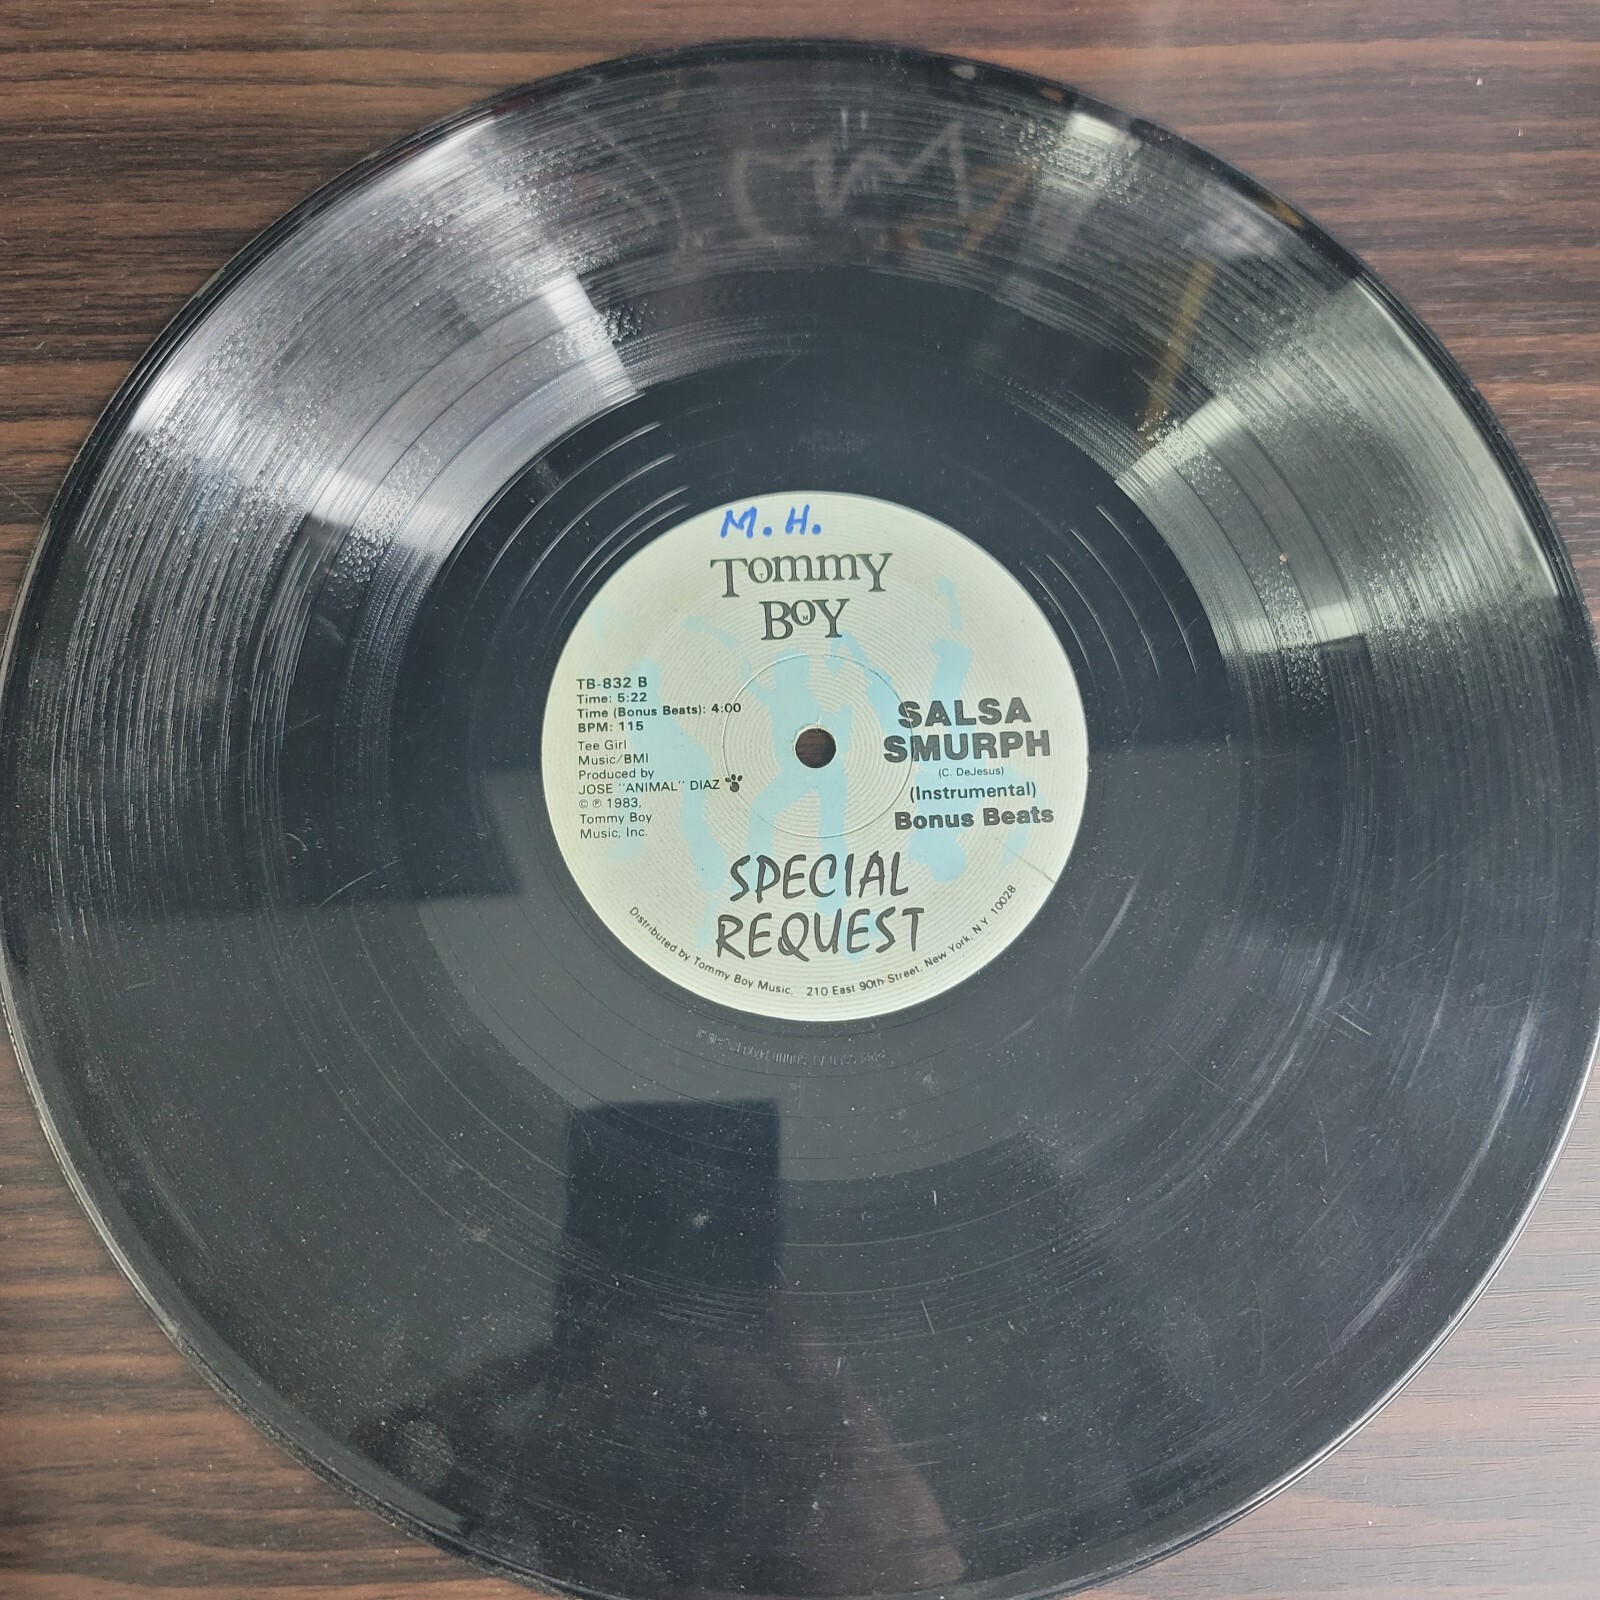 M. H.
Tommy
Boy
TB-832 B
Time: 5:22
Time (Bonus Beats): 4:00
BPM: 115
Tee Girl
Music/BMI
Produced by
JOSE "ANIMAL" DIAZ
© ℗ 1983,
Tommy Boy
Music, Inc.
SALSA
SMURPH
(C. DeJesus)
(Instrumental)
Bonus Beats
SPECIAL
REQUEST
Distributed by Tommy Boy Music, 210 East 90th Street, New York, N.Y. 10028